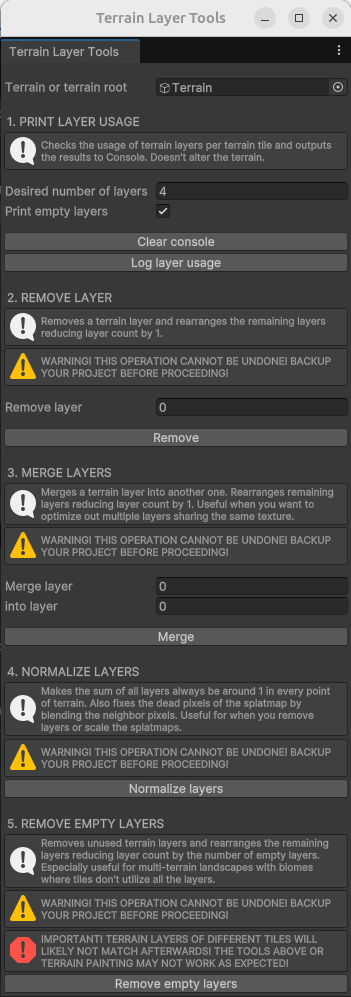 Terrain Layer Tools
Terrain Layer Tools
Terrain or terrain root
Terrain
1. PRINT LAYER USAGE
Checks the usage of terrain layers per terrain tile and outputs
the results to Console. Doesn't alter the terrain.
Desired number of layers
4
Print empty layers
Clear console
Log layer usage
2. REMOVE LAYER
Removes a terrain layer and rearranges the remaining layers
reducing layer count by 1.
WARNING! THIS OPERATION CANNOT BE UNDONE! BACKUP
YOUR PROJECT BEFORE PROCEEDING!
Remove layer
0
Remove
3. MERGE LAYERS
Merges a terrain layer into another one. Rearranges remaining
layers reducing layer count by 1. Useful when you want to
optimize out multiple layers sharing the same texture.
WARNING! THIS OPERATION CANNOT BE UNDONE! BACKUP
YOUR PROJECT BEFORE PROCEEDING!
Merge layer
0
into layer
0
Merge
4. NORMALIZE LAYERS
Makes the sum of all layers always be around 1 in every point
of terrain. Also fixes the dead pixels of the splatmap by
blending the neighbor pixels. Useful for when you remove
layers or scale the splatmaps.
WARNING! THIS OPERATION CANNOT BE UNDONE! BACKUP
YOUR PROJECT BEFORE PROCEEDING!
Normalize layers
5. REMOVE EMPTY LAYERS
Removes unused terrain layers and rearranges the remaining
layers reducing layer count by the number of empty layers.
Especially useful for multi-terrain landscapes with biomes
where tiles don't utilize all the layers.
WARNING! THIS OPERATION CANNOT BE UNDONE! BACKUP
YOUR PROJECT BEFORE PROCEEDING!
IMPORTANT! TERRAIN LAYERS OF DIFFERENT TILES WILL
LIKELY NOT MATCH AFTERWARDS! THE TOOLS ABOVE OR
TERRAIN PAINTING MAY NOT WORK AS EXPECTED!
Remove empty layers